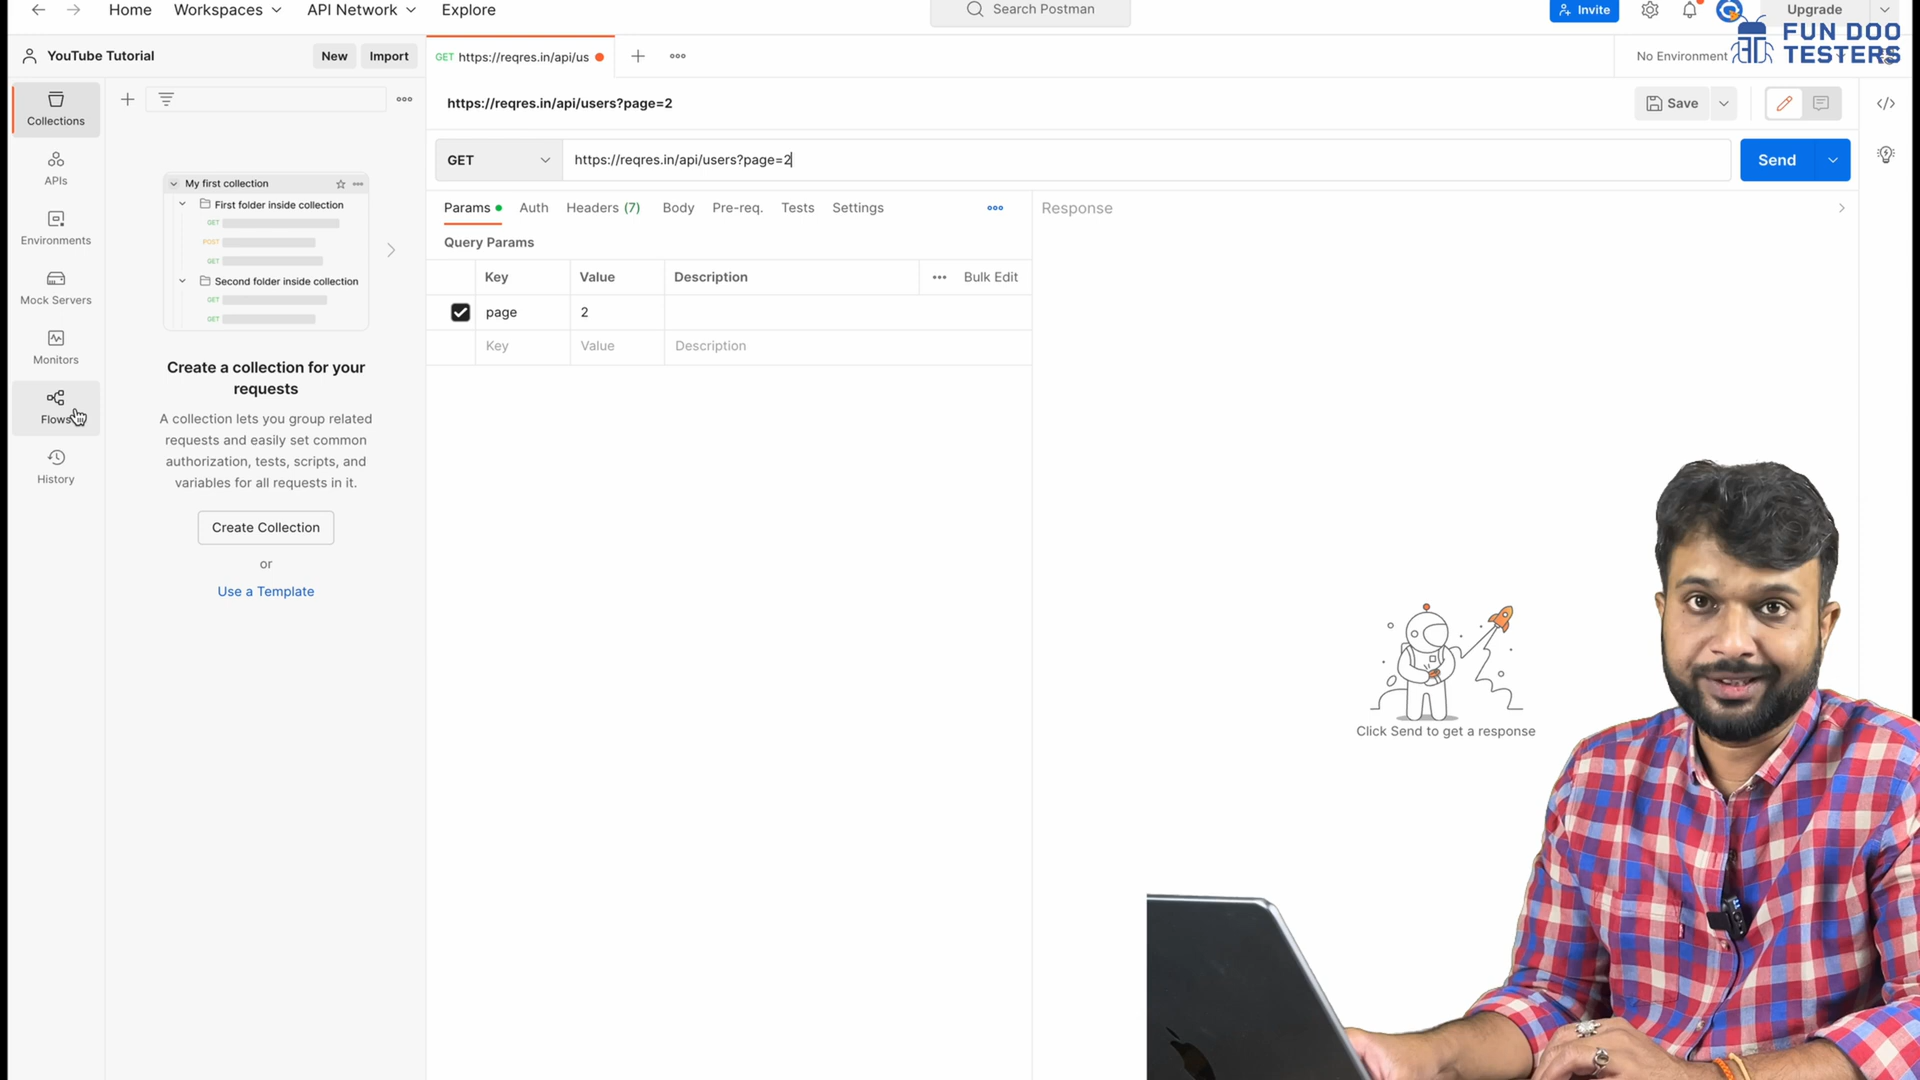 Home
Workspaces
API Network
Explore
Search Postman
Invite
Upgrade
FUN DOO
TESTERS
YouTube Tutorial
New
Import
GET https://reqres.in/api/us
No Environment
Collections
APIs
Environments
Mock Servers
Monitors
Flows
History
My first collection
First folder inside collection
GET
POST
GET
Second folder inside collection
GET
GET
Create a collection for your
requests
A collection lets you group related
requests and easily set common
authorization, tests, scripts, and
variables for all requests in it.
Create Collection
or
Use a Template
https://reqres.in/api/users?page=2
Save
GET
https://reqres.in/api/users?page=2
Send
Params
Auth
Headers (7)
Body
Pre-req.
Tests
Settings
Query Params
Key
Value
Description
Bulk Edit
page
2
Key
Value
Description
Response
Click Send to get a response